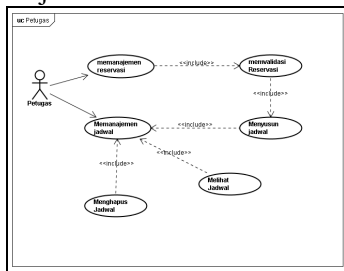 uc Petugas
memanajemen
reservasi
<<include>>
memvalidasi
Reservasi
Petugas
<<include>>
Memanajemen
jadwal
<<include>>
Menyusun
jadwal
<<include>>
<<include>>
Melihat
Jadwal
Menghapus
Jadwal